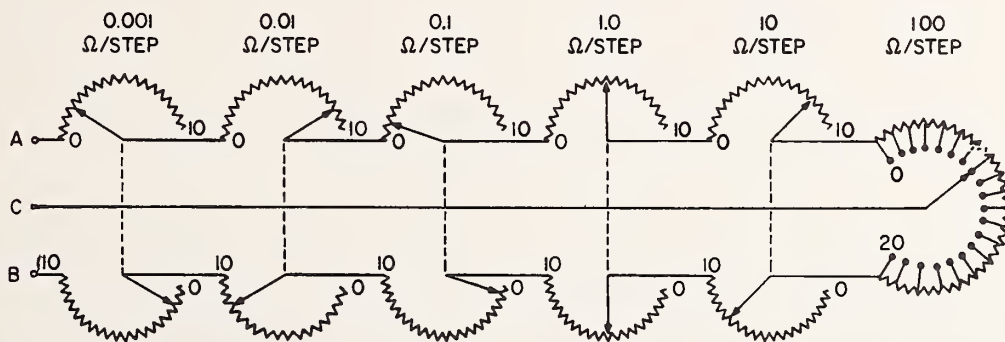 0.001 0.01 0.1 1.0 10 100
Ω/STEP Ω/STEP Ω/STEP Ω/STEP Ω/STEP Ω/STEP
A 0 10 0 10 0 10 0 10 0 10 0
C
20
B 10 0 10 0 10 0 10 0 10 0